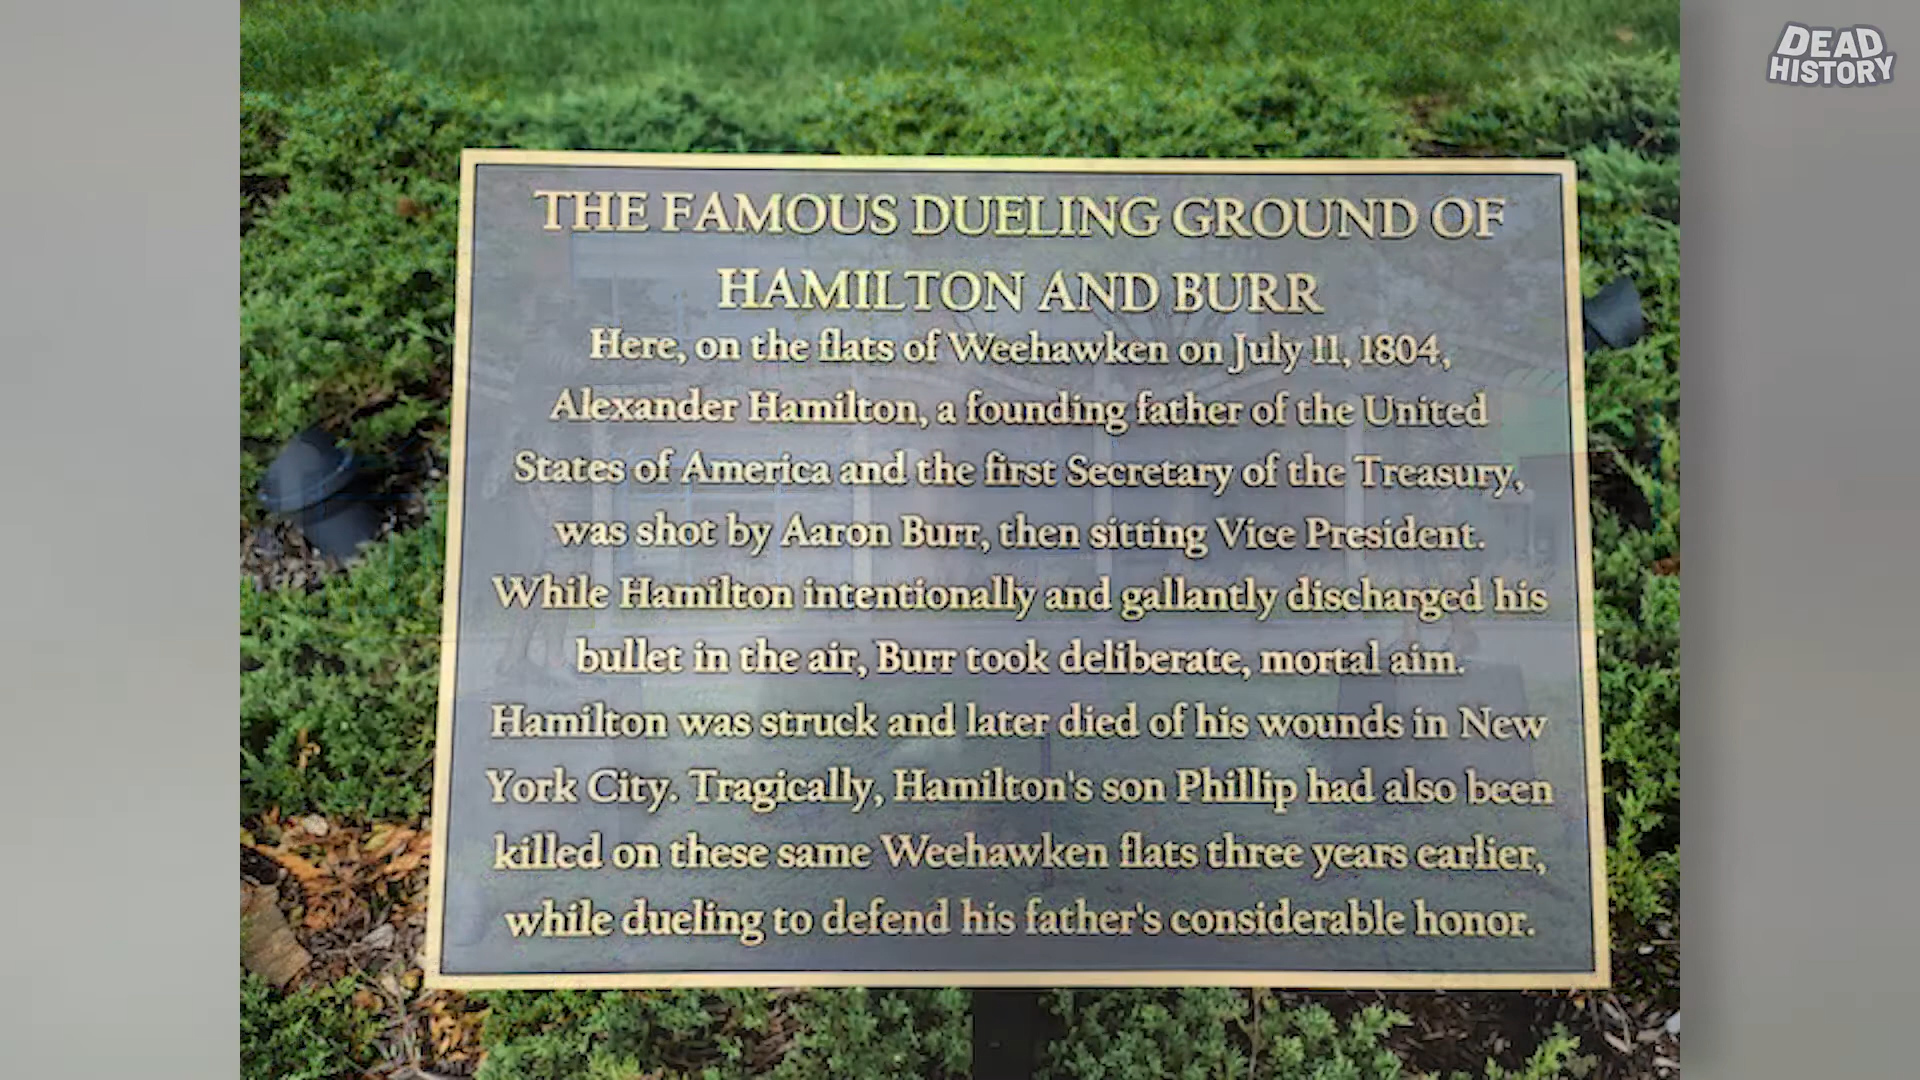 DEAD
HISTORY
THE FAMOUS DUELING GROUND OF
HAMILTON AND BURR
Here, on the flats of Weehawken on July 11, 1804,
Alexander Hamilton, a founding father of the United
States of America and the first Secretary of the Treasury,
was shot by Aaron Burr, then sitting Vice President.
While Hamilton intentionally and gallantly discharged his
bullet in the air, Burr took deliberate, mortal aim.
Hamilton was struck and later died of his wounds in New
York City. Tragically, Hamilton's son Phillip had also been
killed on these same Weehawken flats three years earlier,
while dueling to defend his father's considerable honor.